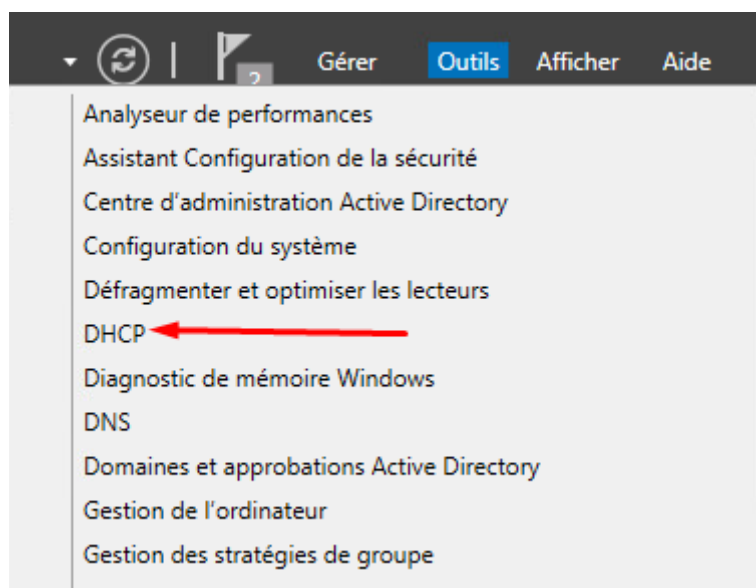 2 Gérer Outils Afficher Aide
Analyseur de performances
Assistant Configuration de la sécurité
Centre d'administration Active Directory
Configuration du système
Défragmenter et optimiser les lecteurs
DHCP
Diagnostic de mémoire Windows
DNS
Domaines et approbations Active Directory
Gestion de l'ordinateur
Gestion des stratégies de groupe